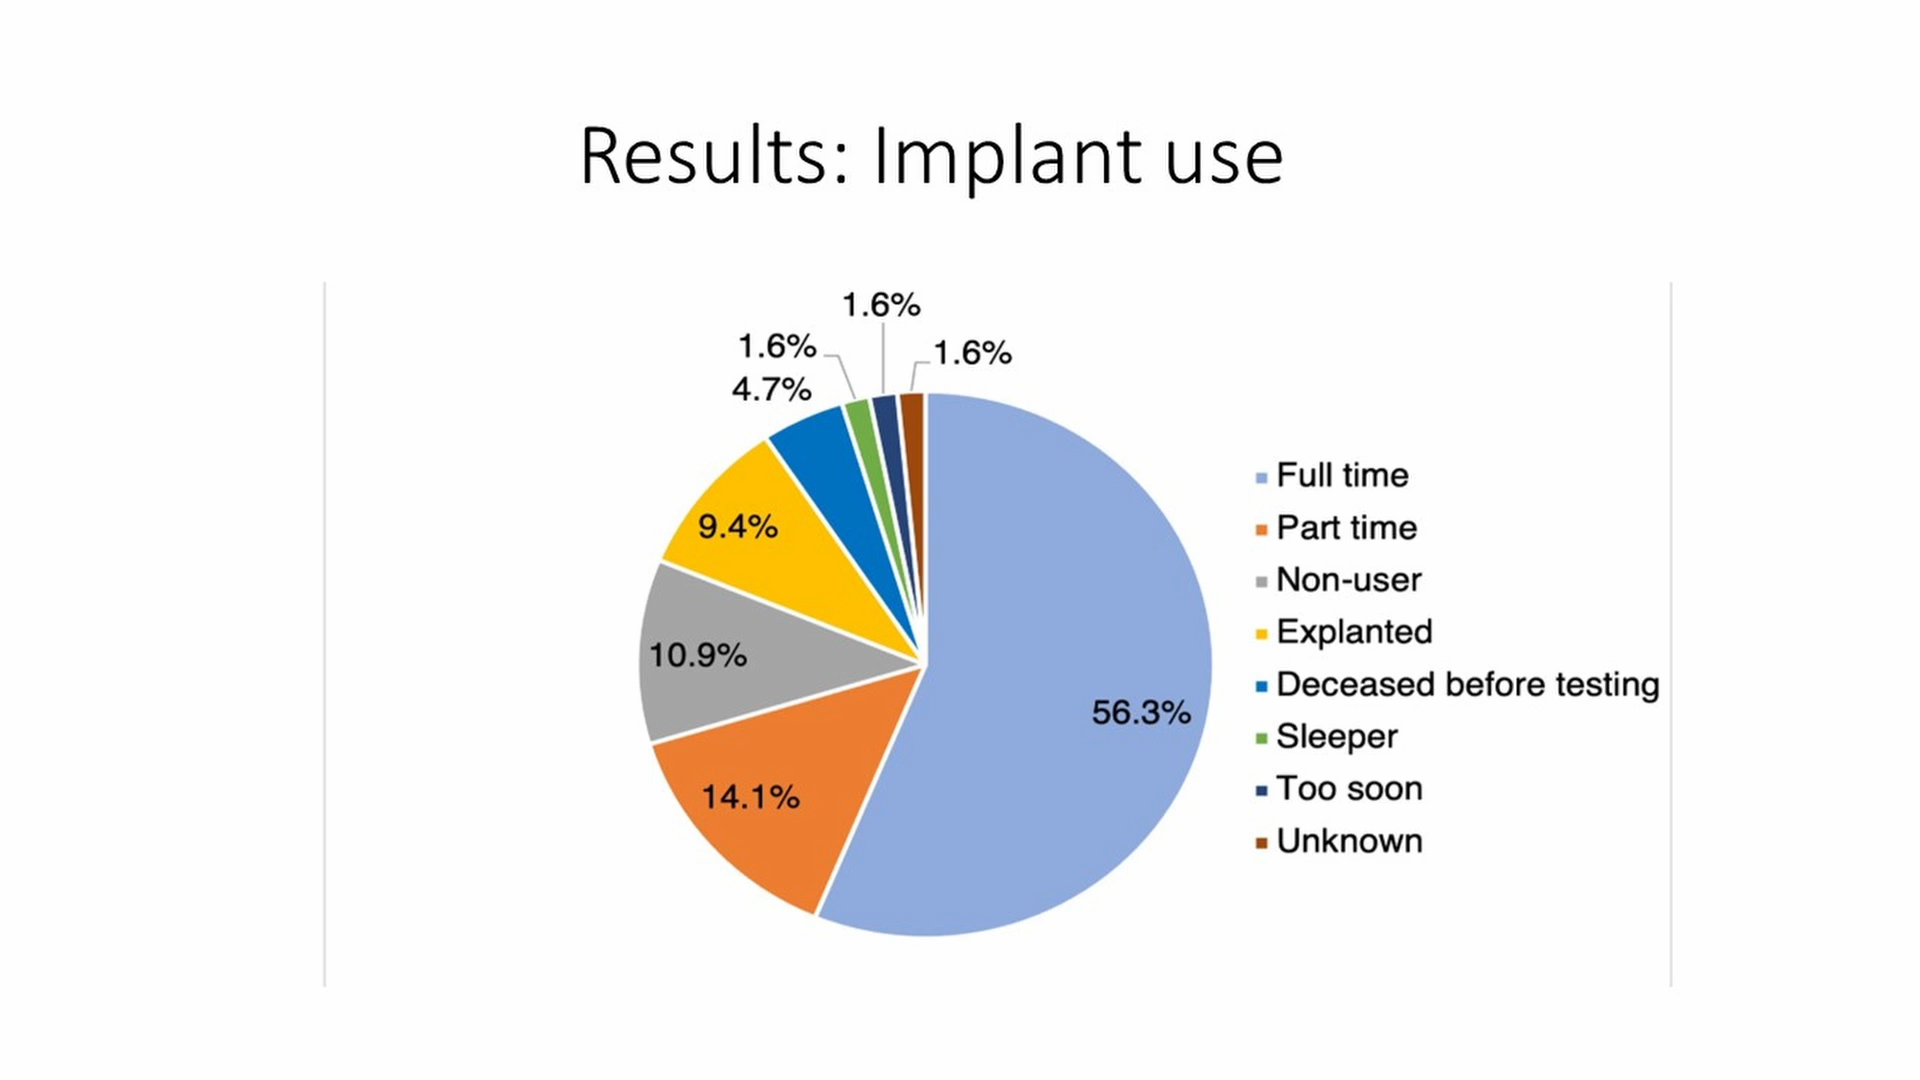 Results: Implant use
1.6%
1.6%
1.6%
4.7%
9.4%
10.9%
14.1%
56.3%
Full time
Part time
Non-user
Explanted
Deceased before testing
Sleeper
Too soon
Unknown